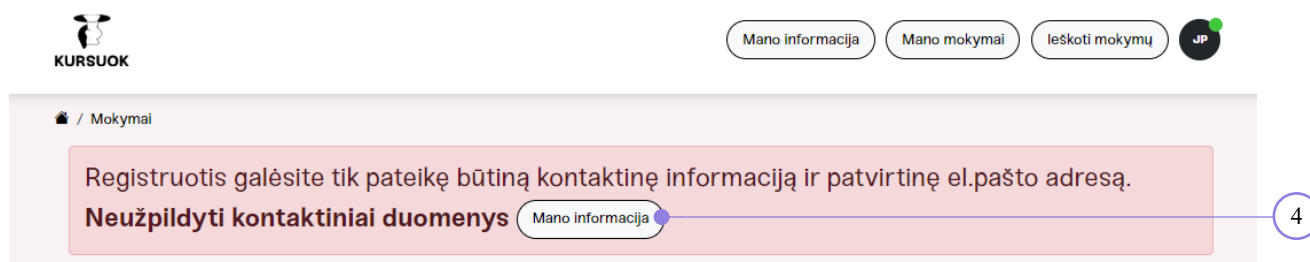 KURSUOK
Mano informacija
Mano mokymai
Ieškoti mokymų
JP
/ Mokymai
Registruotis galėsite tik pateikę būtiną kontaktinę informaciją ir patvirtinę el.pašto adresą.
Neužpildyti kontaktiniai duomenys Mano informacija
4